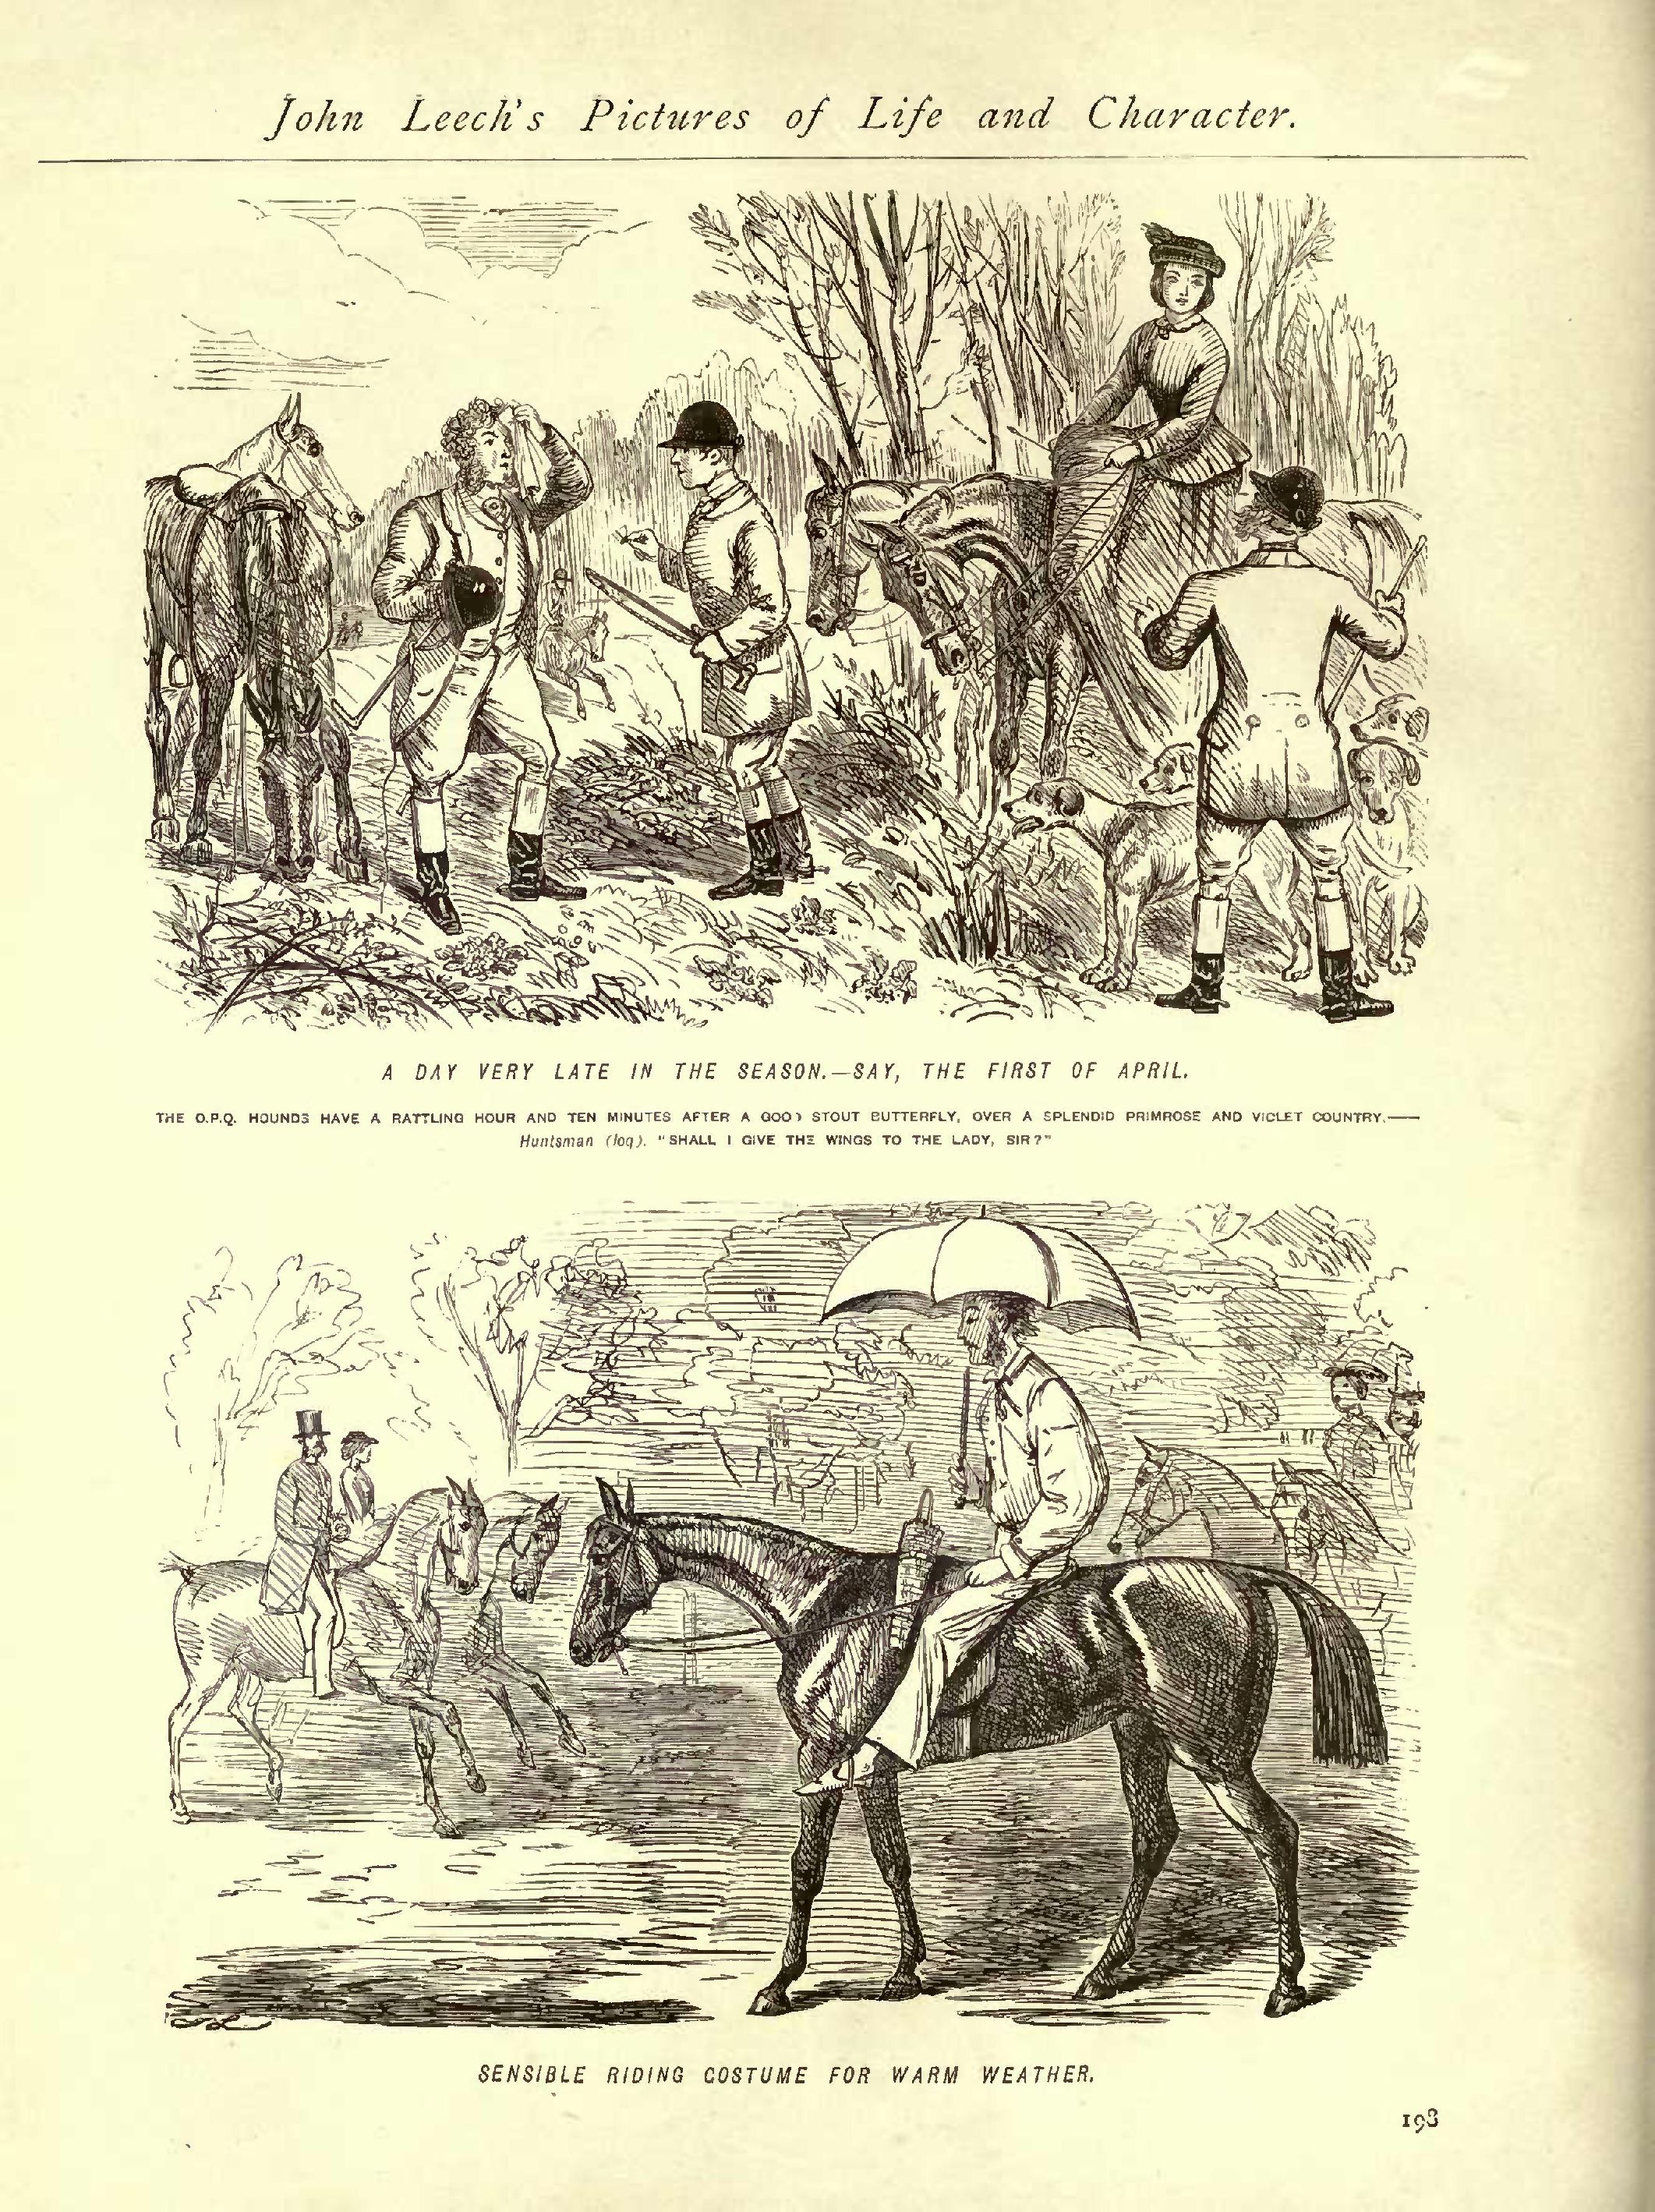 John Leech's Pictures of Life and Character.
A DAY VERY LATE IN THE SEASON.—SAY, THE FIRST OF APRIL.
THE O.P.Q. HOUNDS HAVE A RATTLING HOUR AND TEN MINUTES AFTER A GOOD STOUT BUTTERFLY, OVER A SPLENDID PRIMROSE AND VIOLET COUNTRY.——
Huntsman (loq.). "SHALL I GIVE THE WINGS TO THE LADY, SIR?"
JL
SENSIBLE RIDING COSTUME FOR WARM WEATHER.
198